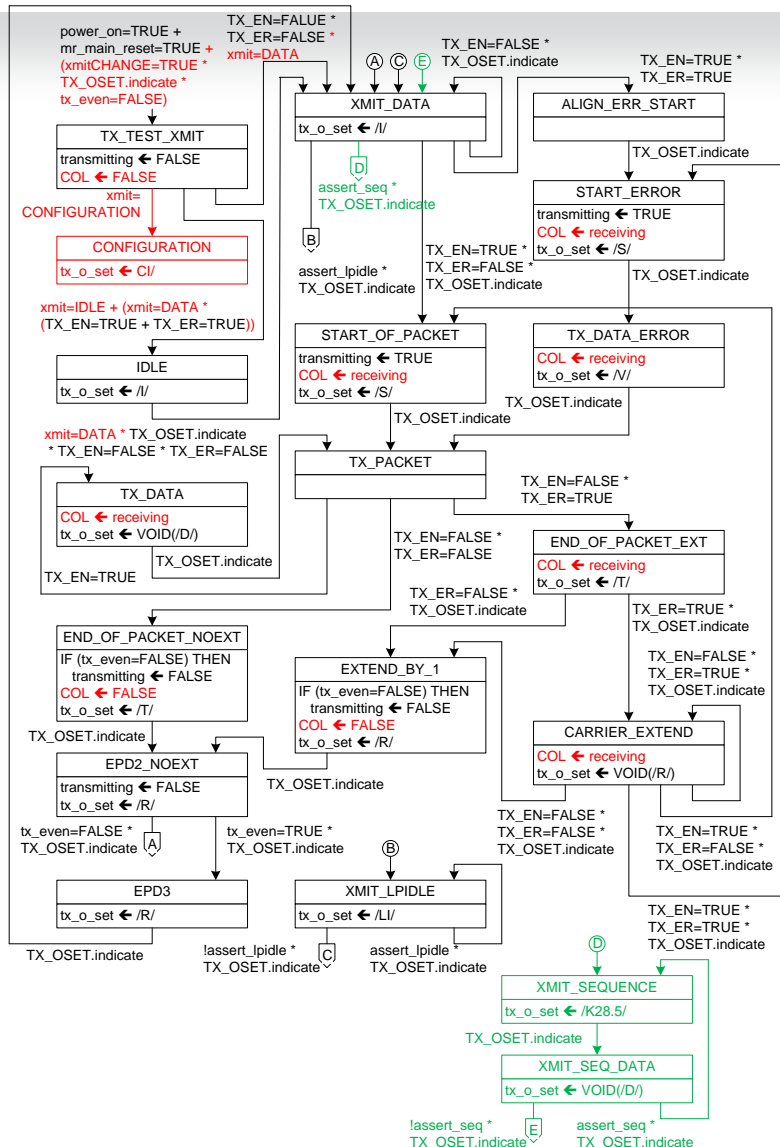 power_on=TRUE +
mr_main_reset=TRUE +
(xmitCHANGE=TRUE *
TX_OSET.indicate *
tx_even=FALSE)
TX_EN=FALUE *
TX_ER=FALSE *
xmit=DATA
A
C
E
TX_EN=FALSE *
TX_OSET.indicate
TX_EN=TRUE *
TX_ER=TRUE
TX_TEST_XMIT
transmitting ← FALSE
COL ← FALSE
XMIT_DATA
tx_o_set ← /I/
ALIGN_ERR_START
TX_OSET.indicate
D
assert_seq *
TX_OSET.indicate
xmit=
CONFIGURATION
CONFIGURATION
tx_o_set ← CI/
B
assert_lpidle *
TX_OSET.indicate
TX_EN=TRUE *
TX_ER=FALSE *
TX_OSET.indicate
START_ERROR
transmitting ← TRUE
COL ← receiving
tx_o_set ← /S/
TX_OSET.indicate
xmit=IDLE + (xmit=DATA *
(TX_EN=TRUE + TX_ER=TRUE))
IDLE
tx_o_set ← /I/
START_OF_PACKET
transmitting ← TRUE
COL ← receiving
tx_o_set ← /S/
TX_OSET.indicate
TX_DATA_ERROR
COL ← receiving
tx_o_set ← /V/
TX_OSET.indicate
xmit=DATA * TX_OSET.indicate
* TX_EN=FALSE * TX_ER=FALSE
TX_DATA
COL ← receiving
tx_o_set ← VOID(/D/)
TX_OSET.indicate
TX_EN=TRUE
TX_PACKET
TX_EN=FALSE *
TX_ER=TRUE
TX_EN=FALSE *
TX_ER=FALSE
END_OF_PACKET_EXT
COL ← receiving
tx_o_set ← /T/
TX_ER=FALSE *
TX_OSET.indicate
TX_ER=TRUE *
TX_OSET.indicate
END_OF_PACKET_NOEXT
IF (tx_even=FALSE) THEN
transmitting ← FALSE
COL ← FALSE
tx_o_set ← /T/
TX_OSET.indicate
EXTEND_BY_1
IF (tx_even=FALSE) THEN
transmitting ← FALSE
COL ← FALSE
tx_o_set ← /R/
TX_OSET.indicate
TX_EN=FALSE *
TX_ER=TRUE *
TX_OSET.indicate
CARRIER_EXTEND
COL ← receiving
tx_o_set ← VOID(/R/)
EPD2_NOEXT
transmitting ← FALSE
tx_o_set ← /R/
TX_EN=FALSE *
TX_ER=FALSE *
TX_OSET.indicate
TX_EN=TRUE *
TX_ER=FALSE *
TX_OSET.indicate
tx_even=FALSE *
TX_OSET.indicate
A
tx_even=TRUE *
TX_OSET.indicate
B
EPD3
tx_o_set ← /R/
TX_OSET.indicate
XMIT_LPIDLE
tx_o_set ← /LI/
!assert_lpidle *
TX_OSET.indicate
C
assert_lpidle *
TX_OSET.indicate
TX_EN=TRUE *
TX_ER=TRUE *
TX_OSET.indicate
D
XMIT_SEQUENCE
tx_o_set ← /K28.5/
TX_OSET.indicate
XMIT_SEQ_DATA
tx_o_set ← VOID(/D/)
!assert_seq *
TX_OSET.indicate
E
assert_seq *
TX_OSET.indicate